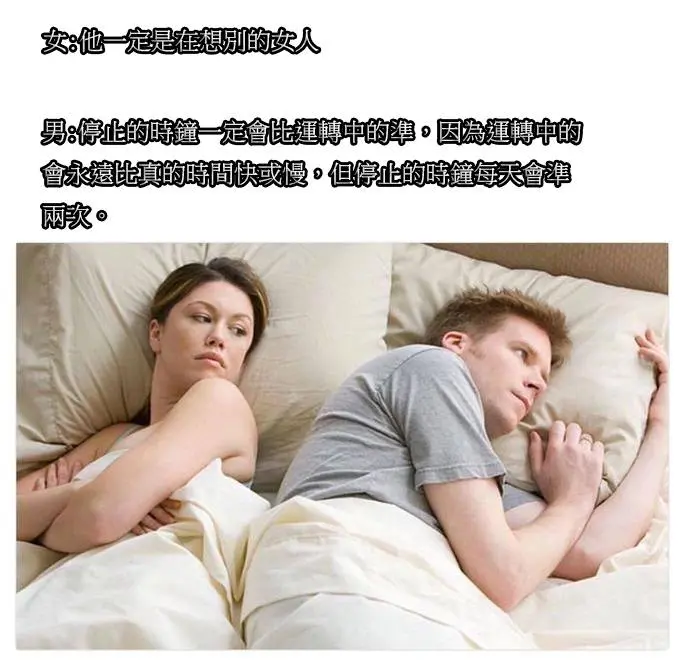 女:他一定是在想別的女人
男:停止的時鐘一定會比運轉中的準，因為運轉中的
會永遠比真的時間快或慢，但停止的時鐘每天會準
兩次。